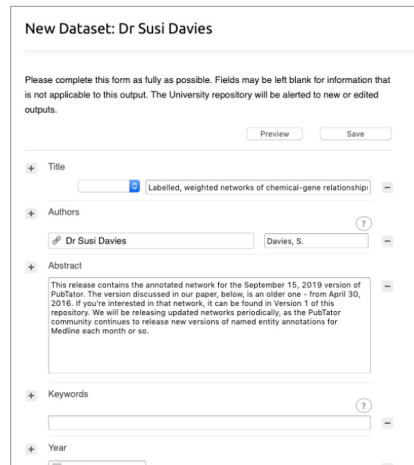 New Dataset: Dr Susi Davies
Please complete this form as fully as possible. Fields may be left blank for information that
is not applicable to this output. The University repository will be alerted to new or edited
outputs.
Preview Save
+ Title
Labelled, weighted networks of chemical-gene relationships −
+ Authors
?
Dr Susi Davies Davies, S. −
+ Abstract
This release contains the annotated network for the September 15, 2019 version of −
PubTator. The version discussed in our paper, below, is an older one - from April 30,
2016. If you're interested in that network, it can be found in Version 1 of this
repository. We will be releasing updated networks periodically, as the PubTator
community continues to release new versions of named entity annotations for
Medline each month or so.
+ Keywords
?
−
+ Year